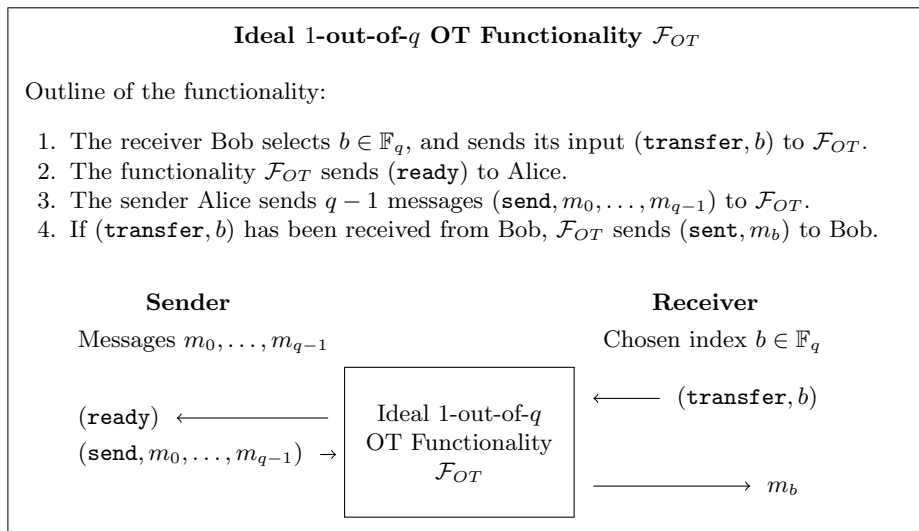 Ideal 1-out-of-q OT Functionality F_OT
Outline of the functionality:
1. The receiver Bob selects b ∈ 𝔽_q, and sends its input (transfer, b) to F_OT.
2. The functionality F_OT sends (ready) to Alice.
3. The sender Alice sends q − 1 messages (send, m_0, . . . , m_{q−1}) to F_OT.
4. If (transfer, b) has been received from Bob, F_OT sends (sent, m_b) to Bob.
Sender
Receiver
Messages m_0, . . . , m_{q−1}
Chosen index b ∈ 𝔽_q
(transfer, b)
(ready)
(send, m_0, . . . , m_{q−1})
Ideal 1-out-of-q
OT Functionality
F_OT
m_b